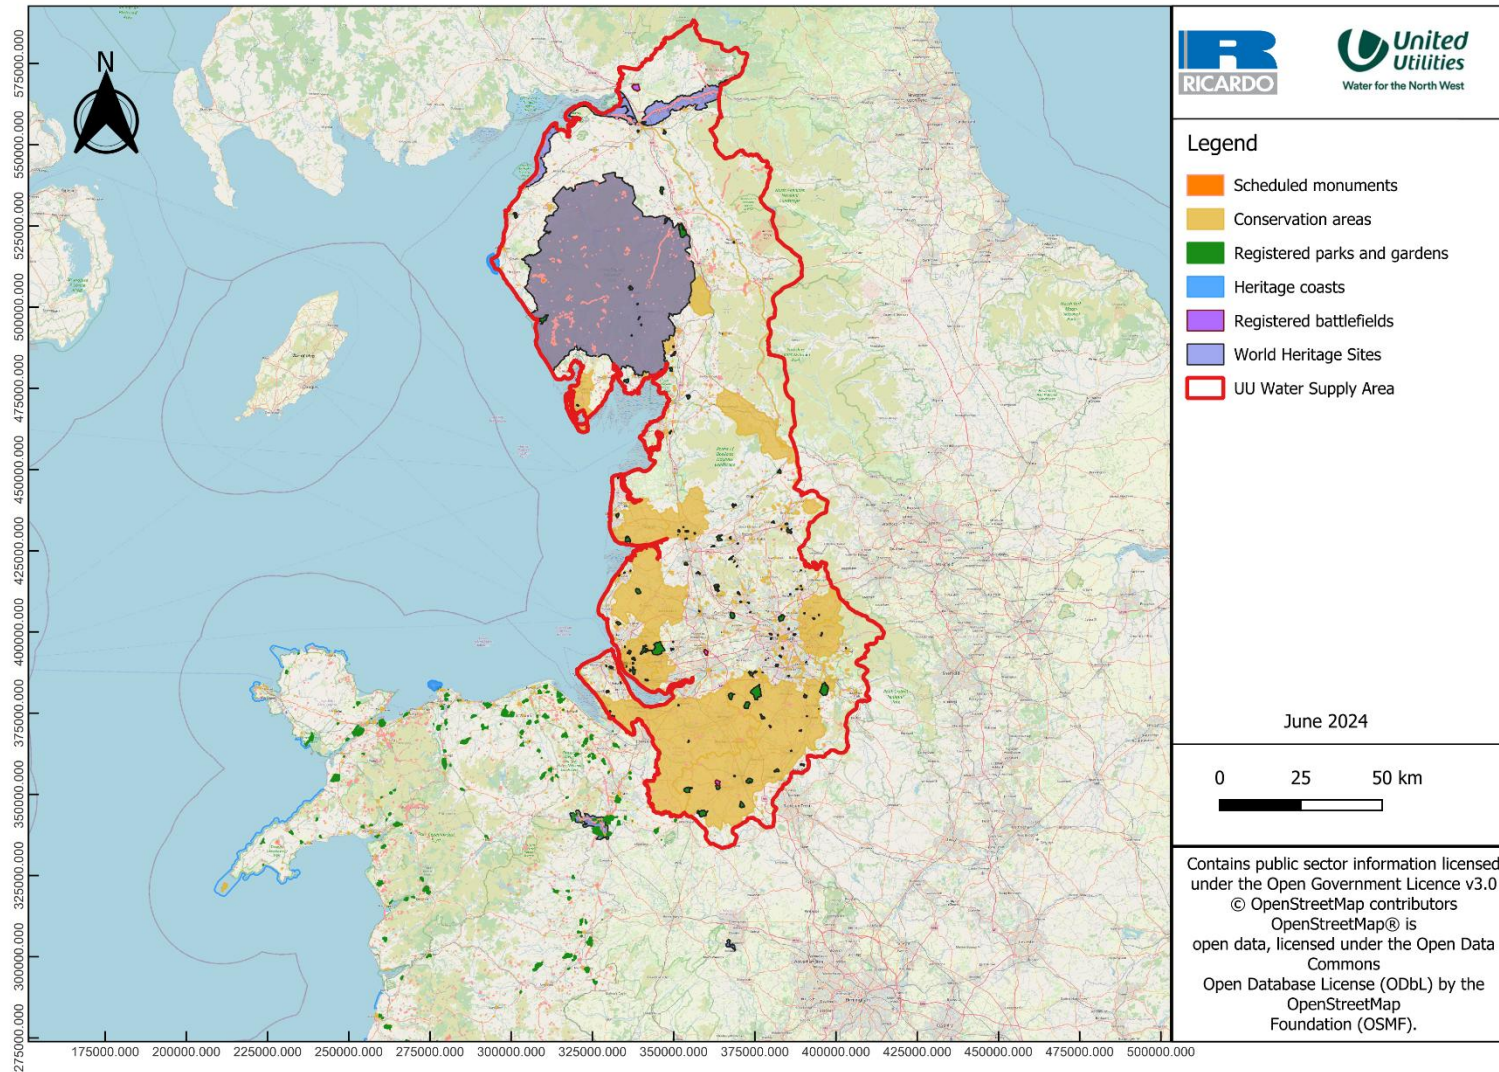 N
RICARDO
United
Utilities
Water for the North West
Legend
Scheduled monuments
Conservation areas
Registered parks and gardens
Heritage coasts
Registered battlefields
World Heritage Sites
UU Water Supply Area
June 2024
0 25 50 km
Contains public sector information licensed
under the Open Government Licence v3.0
© OpenStreetMap contributors
OpenStreetMap® is
open data, licensed under the Open Data
Commons
Open Database License (ODbL) by the
OpenStreetMap
Foundation (OSMF).
575000.000
550000.000
525000.000
500000.000
475000.000
450000.000
425000.000
400000.000
375000.000
350000.000
325000.000
300000.000
275000.000
175000.000 200000.000 225000.000 250000.000 275000.000 300000.000 325000.000 350000.000 375000.000 400000.000 425000.000 450000.000 475000.000 500000.000